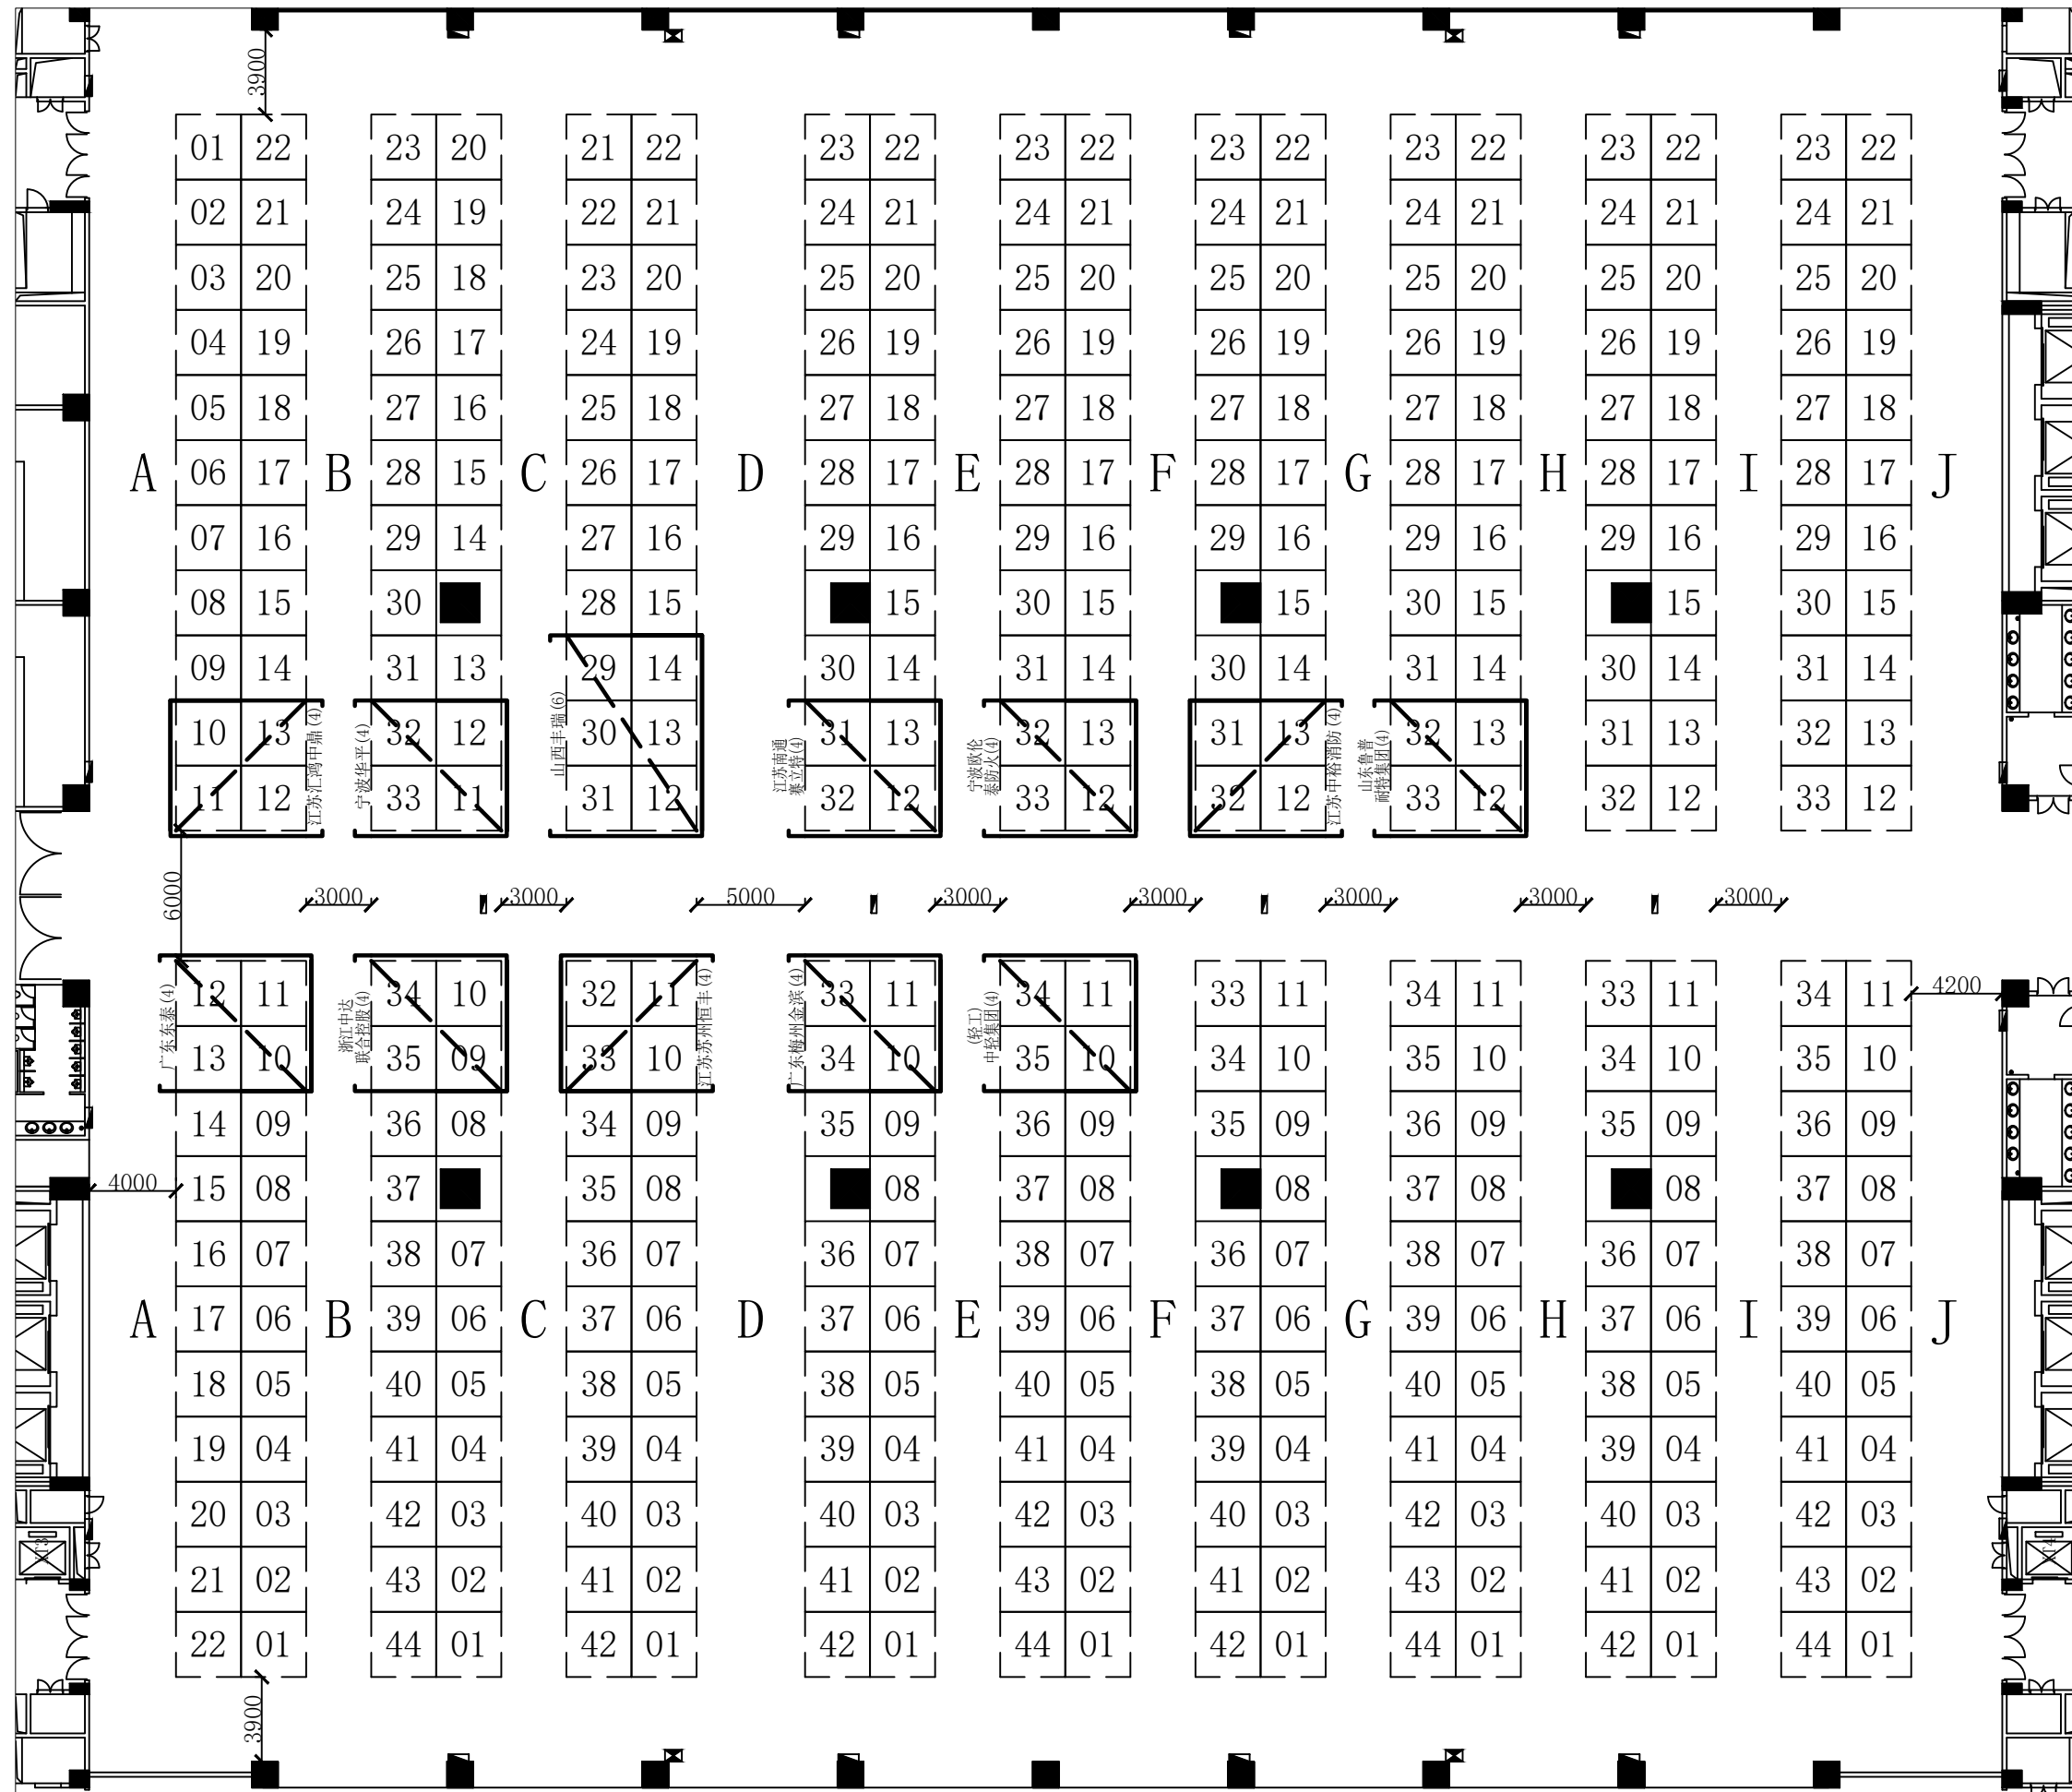 3900
01 22 23 20 21 22 23 22 23 22 23 22 23 22 23 22 23 22
02 21 24 19 22 21 24 21 24 21 24 21 24 21 24 21 24 21
03 20 25 18 23 20 25 20 25 20 25 20 25 20 25 20 25 20
04 19 26 17 24 19 26 19 26 19 26 19 26 19 26 19 26 19
05 18 27 16 25 18 27 18 27 18 27 18 27 18 27 18 27 18
A 06 17 B 28 15 C 26 17 D 28 17 E 28 17 F 28 17 G 28 17 H 28 17 I 28 17 J
07 16 29 14 27 16 29 16 29 16 29 16 29 16 29 16 29 16
08 15 30 28 15 15 30 15 15 30 15 15 30 15
09 14 31 13 29 14 30 14 31 14 30 14 31 14 30 14 31 14
10 13 32 12 30 13 31 13 32 13 31 13 32 13 31 13 32 13
11 12 33 11 31 12 32 12 33 12 32 12 33 12 32 12 33 12
江苏汇鸿中鼎(4)
宁波华平(4)
山西丰瑞(6)
江苏南通
赛立特(4)
宁波欧伦
泰防火(4)
江苏中裕消防(4)
山东鲁普
耐特集团(4)
6000
3000 3000 5000 3000 3000 3000 3000 3000
12 11 34 10 32 11 33 11 34 11 33 11 34 11 33 11 34 11
4200
13 10 35 09 33 10 34 10 35 10 34 10 35 10 34 10 35 10
广东东泰(4)
浙江中达
联合控股(4)
江苏苏州恒丰(4)
广东梅州金滨(4)
(轻工)
中轻集团(4)
14 09 36 08 34 09 35 09 36 09 35 09 36 09 35 09 36 09
4000
15 08 37 35 08 08 37 08 08 37 08 08 37 08
16 07 38 07 36 07 36 07 38 07 36 07 38 07 36 07 38 07
A 17 06 B 39 06 C 37 06 D 37 06 E 39 06 F 37 06 G 39 06 H 37 06 I 39 06 J
18 05 40 05 38 05 38 05 40 05 38 05 40 05 38 05 40 05
19 04 41 04 39 04 39 04 41 04 39 04 41 04 39 04 41 04
20 03 42 03 40 03 40 03 42 03 40 03 42 03 40 03 42 03
XT3
XT4
21 02 43 02 41 02 41 02 43 02 41 02 43 02 41 02 43 02
22 01 44 01 42 01 42 01 44 01 42 01 44 01 42 01 44 01
3900